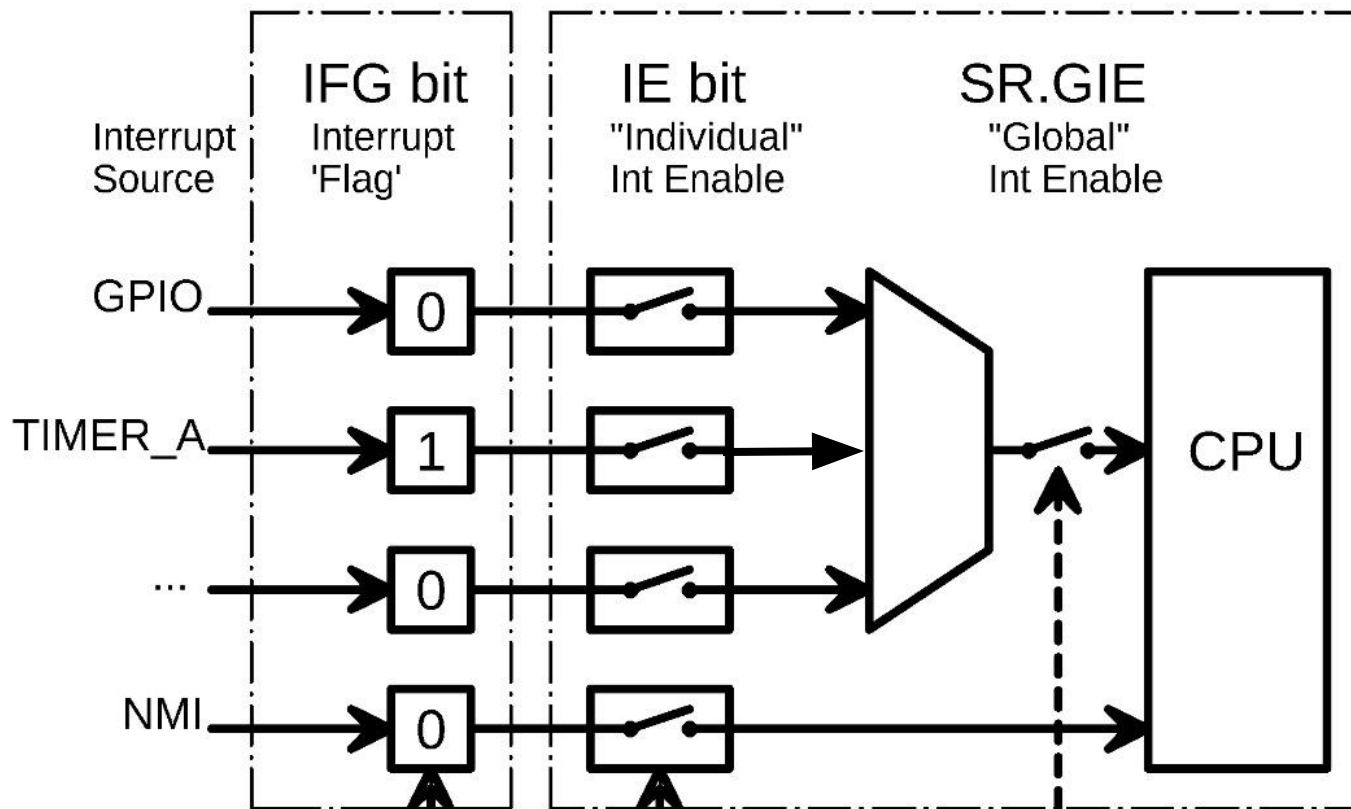 IFG bit
IE bit
SR.GIE
Interrupt
Source
Interrupt
'Flag'
"Individual"
Int Enable
"Global"
Int Enable
GPIO
0
TIMER_A
1
CPU
...
0
NMI
0